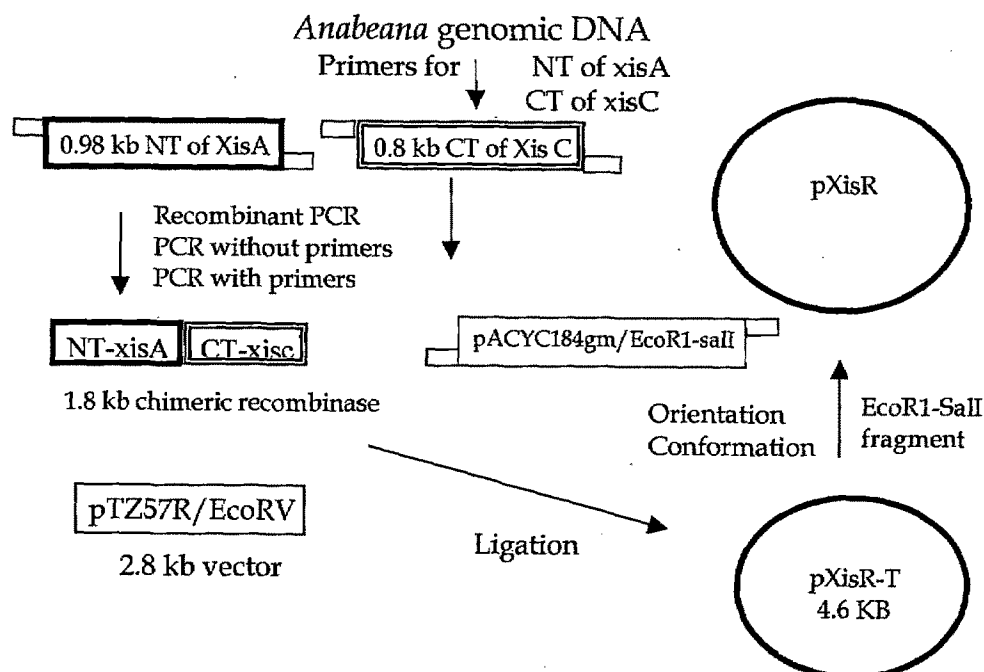 Anabeana genomic DNA
Primers for
NT of xisA
CT of xisC
0.98 kb NT of XisA
0.8 kb CT of Xis C
pXisR
Recombinant PCR
PCR without primers
PCR with primers
NT-xisA
CT-xisc
pACYC184gm/EcoR1-salI
1.8 kb chimeric recombinase
Orientation
Conformation
EcoR1-SalI
fragment
pTZ57R/EcoRV
2.8 kb vector
Ligation
pXisR-T
4.6 KB